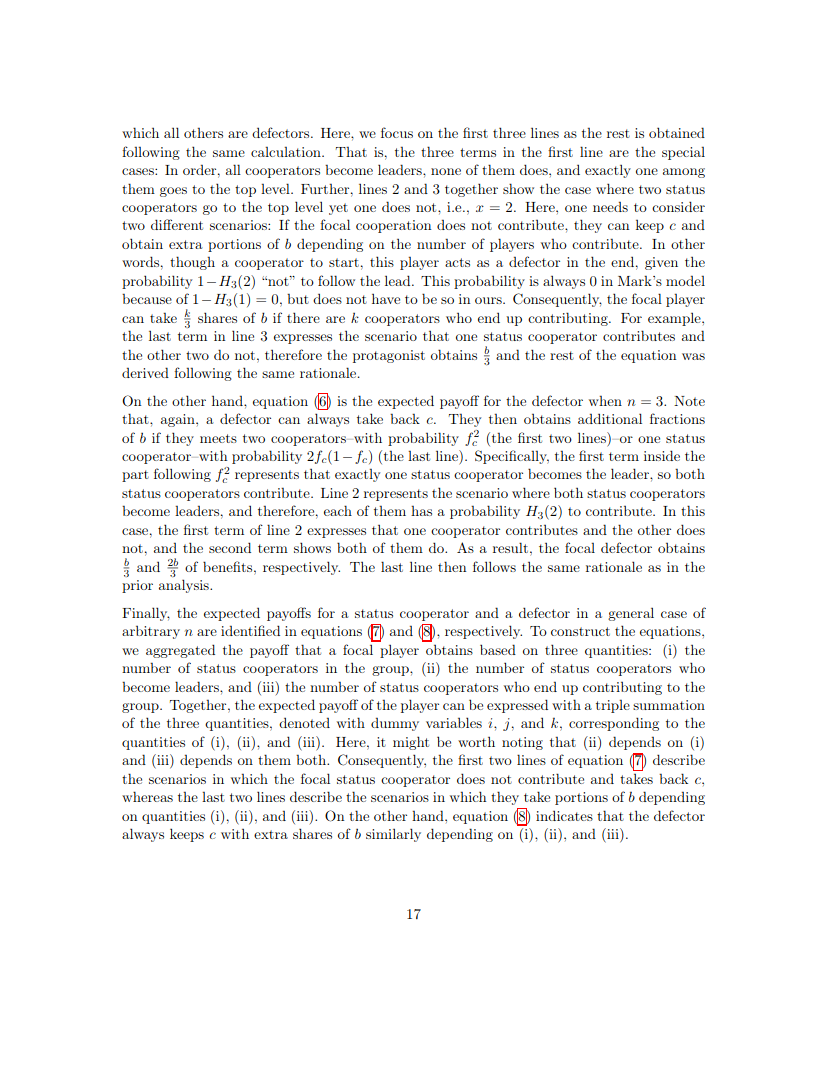 which all others are defectors. Here, we focus on the first three lines as the rest is obtained
following the same calculation. That is, the three terms in the first line are the special
cases: In order, all cooperators become leaders, none of them does, and exactly one among
them goes to the top level. Further, lines 2 and 3 together show the case where two status
cooperators go to the top level yet one does not, i.e., x = 2. Here, one needs to consider
two different scenarios: If the focal cooperation does not contribute, they can keep c and
obtain extra portions of b depending on the number of players who contribute. In other
words, though a cooperator to start, this player acts as a defector in the end, given the
probability 1−H₃(2) “not” to follow the lead. This probability is always 0 in Mark’s model
because of 1−H₃(1) = 0, but does not have to be so in ours. Consequently, the focal player
can take k/3 shares of b if there are k cooperators who end up contributing. For example,
the last term in line 3 expresses the scenario that one status cooperator contributes and
the other two do not, therefore the protagonist obtains b/3 and the rest of the equation was
derived following the same rationale.
On the other hand, equation (6) is the expected payoff for the defector when n = 3. Note
that, again, a defector can always take back c. They then obtains additional fractions
of b if they meets two cooperators–with probability f_c^2 (the first two lines)–or one status
cooperator–with probability 2f_c(1−f_c) (the last line). Specifically, the first term inside the
part following f_c^2 represents that exactly one status cooperator becomes the leader, so both
status cooperators contribute. Line 2 represents the scenario where both status cooperators
become leaders, and therefore, each of them has a probability H₃(2) to contribute. In this
case, the first term of line 2 expresses that one cooperator contributes and the other does
not, and the second term shows both of them do. As a result, the focal defector obtains
b/3 and 2b/3 of benefits, respectively. The last line then follows the same rationale as in the
prior analysis.
Finally, the expected payoffs for a status cooperator and a defector in a general case of
arbitrary n are identified in equations (7) and (8), respectively. To construct the equations,
we aggregated the payoff that a focal player obtains based on three quantities: (i) the
number of status cooperators in the group, (ii) the number of status cooperators who
become leaders, and (iii) the number of status cooperators who end up contributing to the
group. Together, the expected payoff of the player can be expressed with a triple summation
of the three quantities, denoted with dummy variables i, j, and k, corresponding to the
quantities of (i), (ii), and (iii). Here, it might be worth noting that (ii) depends on (i)
and (iii) depends on them both. Consequently, the first two lines of equation (7) describe
the scenarios in which the focal status cooperator does not contribute and takes back c,
whereas the last two lines describe the scenarios in which they take portions of b depending
on quantities (i), (ii), and (iii). On the other hand, equation (8) indicates that the defector
always keeps c with extra shares of b similarly depending on (i), (ii), and (iii).
17